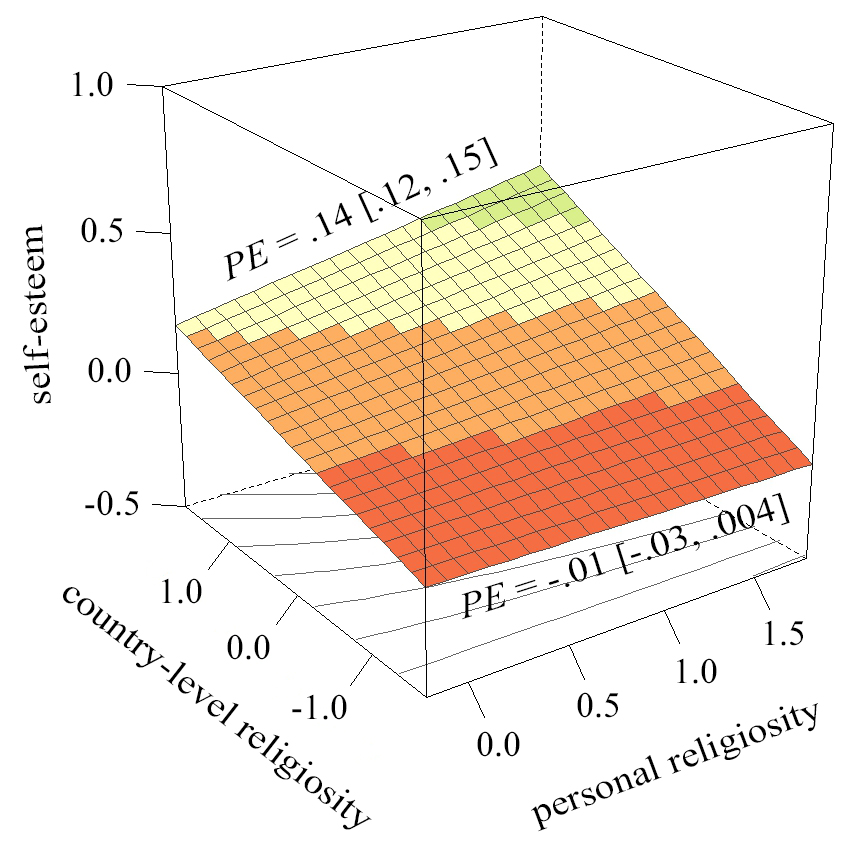 1.0
0.5
0.0
-0.5
self-esteem
PE = .14 [.12, .15]
PE = -.01 [-.03, .004]
1.0
0.0
-1.0
country-level religiosity
0.0
0.5
1.0
1.5
personal religiosity